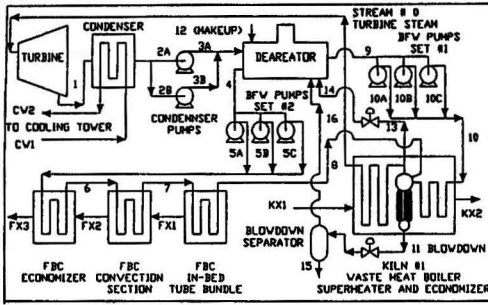 CONDENSER
12 (MAKEUP)
STREAM # 0
TURBINE STEAM
TURBINE
2A
3A
DEAREATOR
9
BFW PUMPS
SET #1
1
3B
4
14
BFW PUMPS
SET #2
10A
10B
10C
CW2
2B
TO COOLING TOWER
CONDENNSER
PUMPS
16
13
CW1
5A
5B
5C
8
10
6
7
KX1
KX2
FX3
FX2
FX1
BLOWDOWN
SEPARATOR
11 BLOWDOWN
FBC
ECONOMIZER
FBC
CONVECTION
SECTION
FBC
IN-BED
TUBE BUNDLE
15
KILN #1
WASTE HEAT BOILER
SUPERHEATER AND ECONOMIZER